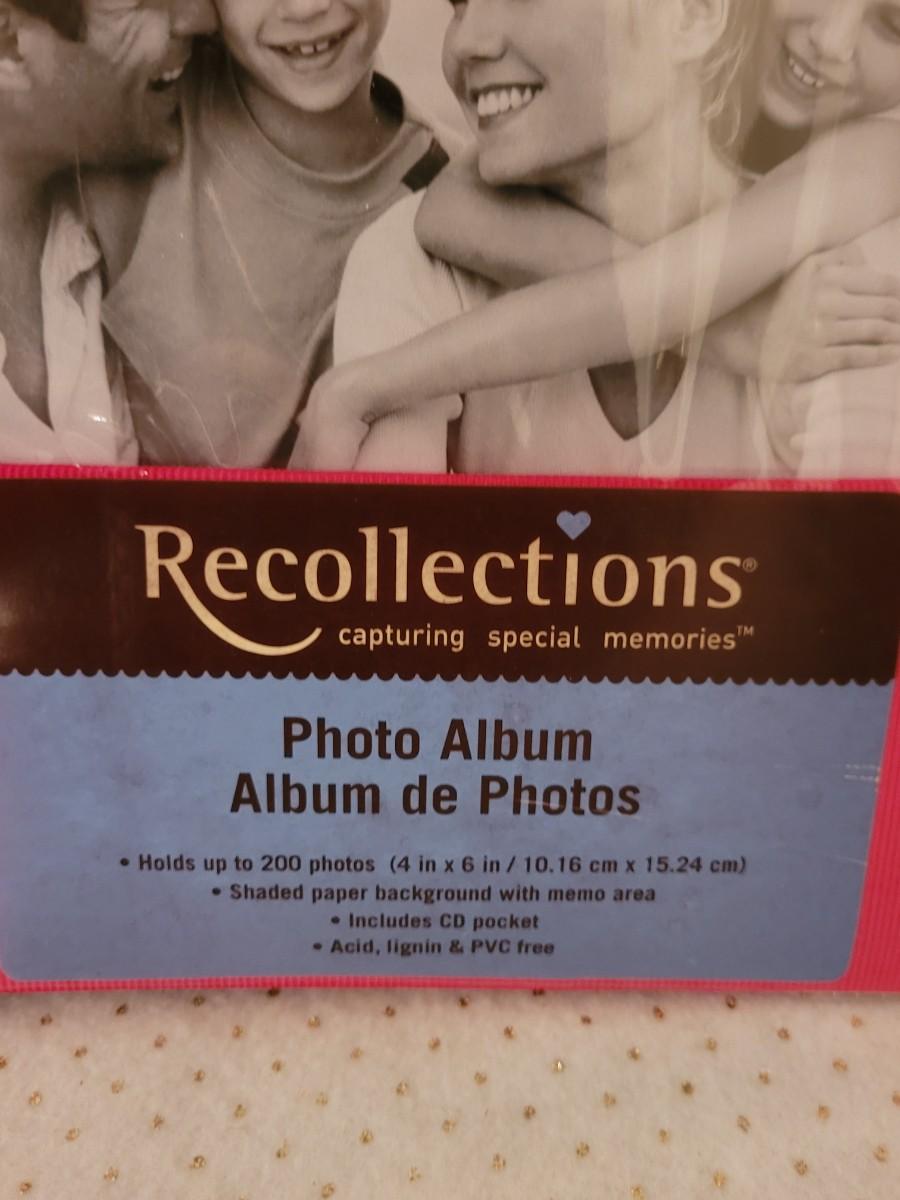 Recollections®
capturing special memories™
Photo Album
Album de Photos
• Holds up to 200 photos (4 in x 6 in / 10.16 cm x 15.24 cm)
• Shaded paper background with memo area
• Includes CD pocket
• Acid, lignin & PVC free